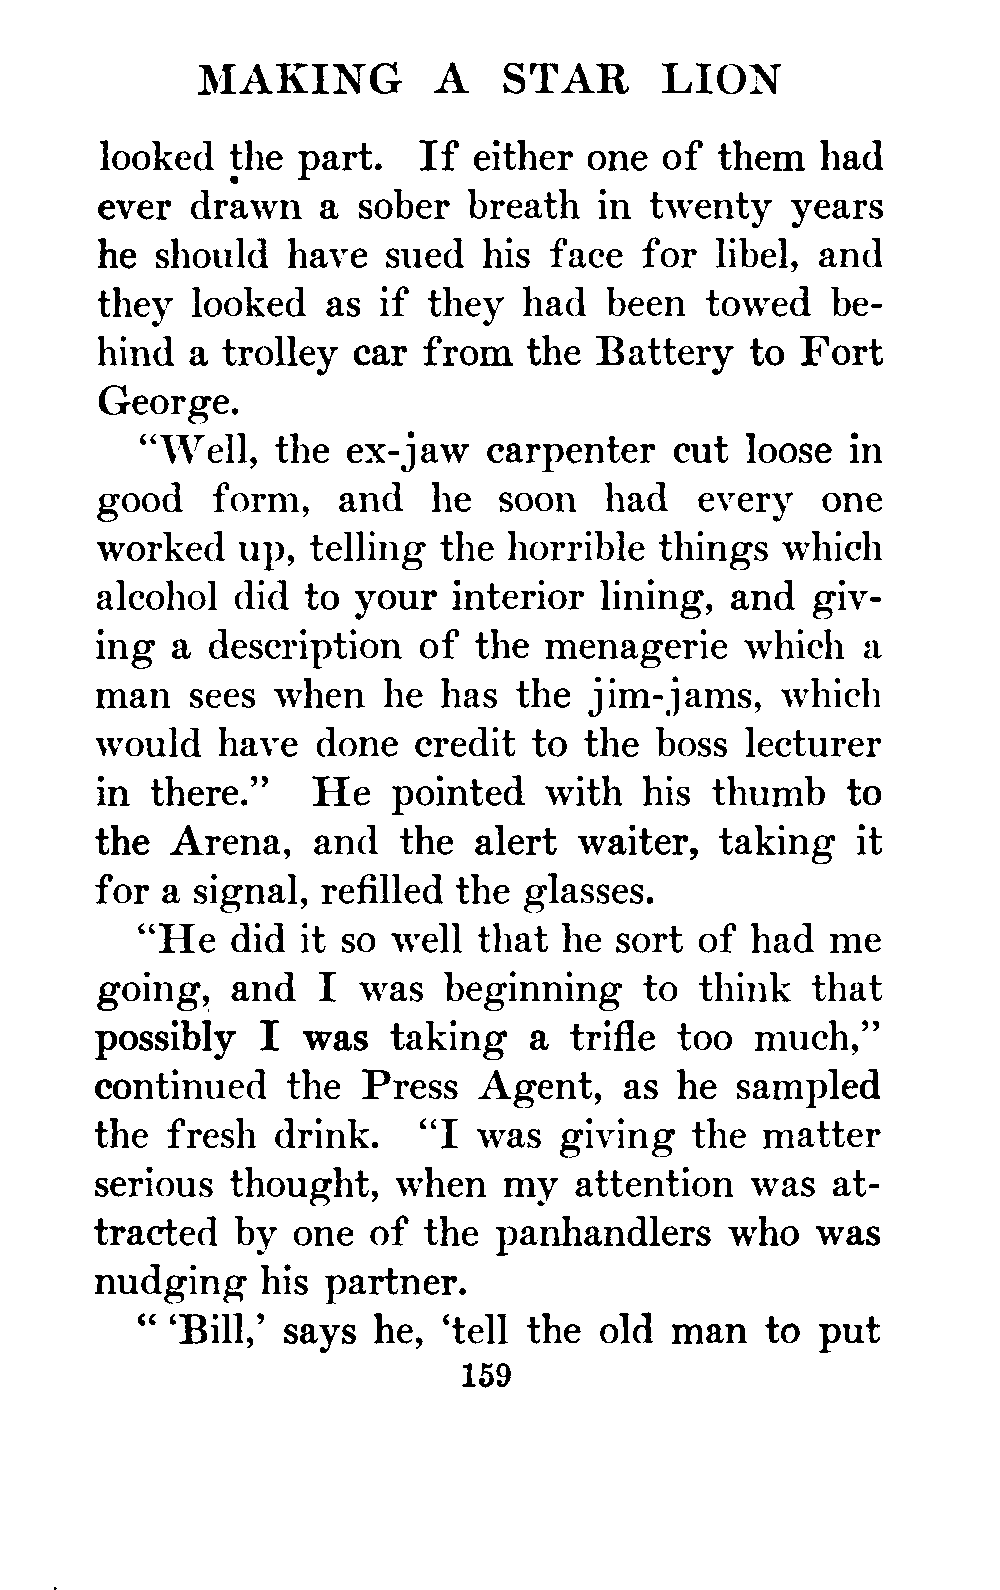 MAKING A STAR LION
looked the part. If either one of them had
ever drawn a sober breath in twenty years
he should have sued his face for libel, and
they looked as if they had been towed be-
hind a trolley car from the Battery to Fort
George.
“Well, the ex-jaw carpenter cut loose in
good form, and he soon had every one
worked up, telling the horrible things which
alcohol did to your interior lining, and giv-
ing a description of the menagerie which a
man sees when he has the jim-jams, which
would have done credit to the boss lecturer
in there.” He pointed with his thumb to
the Arena, and the alert waiter, taking it
for a signal, refilled the glasses.
“He did it so well that he sort of had me
going, and I was beginning to think that
possibly I was taking a trifle too much,”
continued the Press Agent, as he sampled
the fresh drink. “I was giving the matter
serious thought, when my attention was at-
tracted by one of the panhandlers who was
nudging his partner.
“ ‘Bill,’ says he, ‘tell the old man to put
159